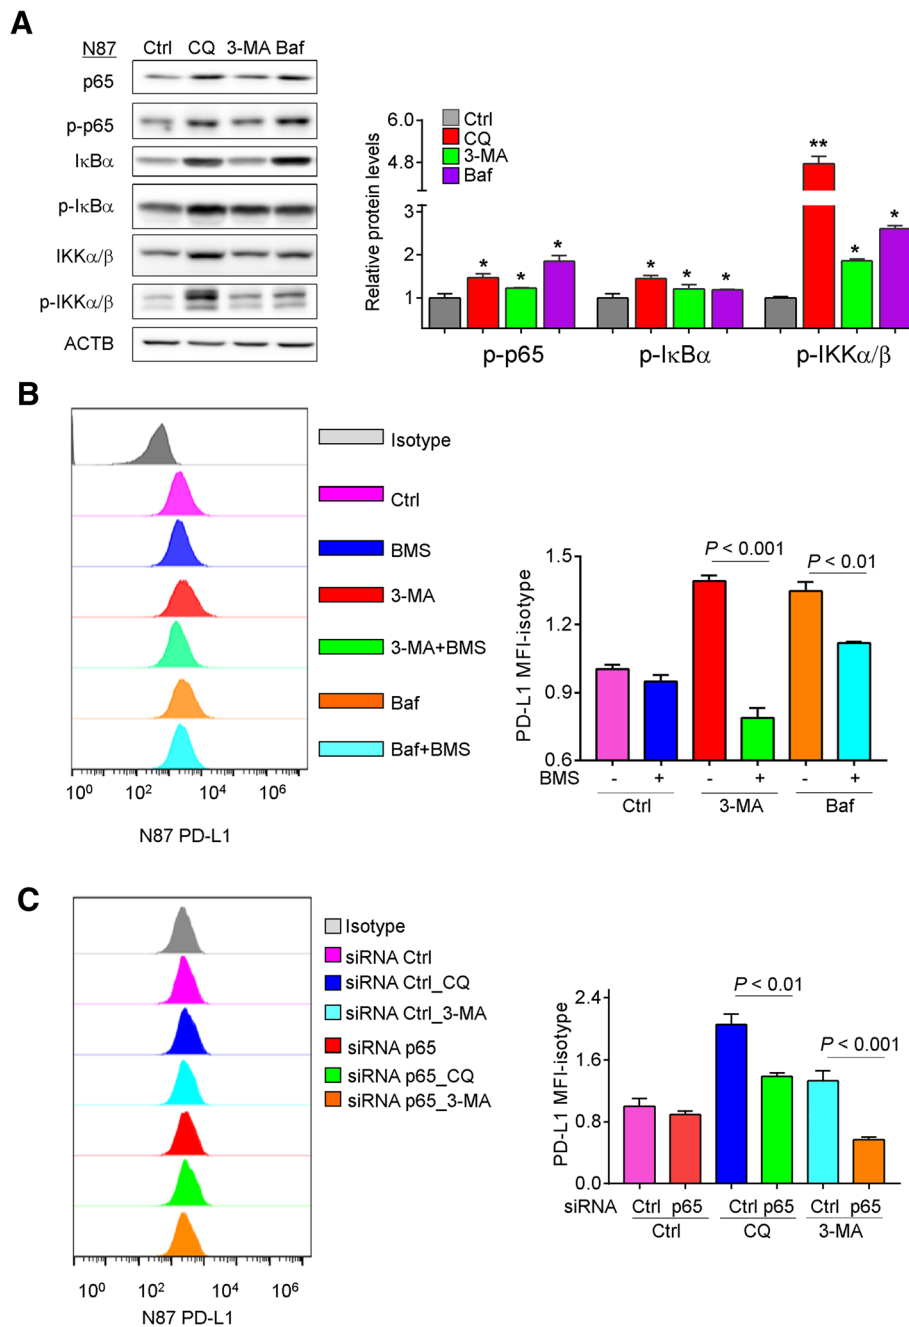 A
N87 Ctrl CQ 3-MA Baf
p65
p-p65
IκBα
p-IκBα
IKKα/β
p-IKKα/β
ACTB
Relative protein levels
6.0
4.8
3
2
1
Ctrl
CQ
3-MA
Baf
* * *
* * *
** * *
p-p65 p-IκBα p-IKKα/β
B
Isotype
Ctrl
BMS
3-MA
3-MA+BMS
Baf
Baf+BMS
10⁰ 10² 10⁴ 10⁶
N87 PD-L1
PD-L1 MFI-isotype
1.5
1.2
0.9
0.6
P < 0.001
P < 0.01
BMS - + - + - +
Ctrl 3-MA Baf
C
Isotype
siRNA Ctrl
siRNA Ctrl_CQ
siRNA Ctrl_3-MA
siRNA p65
siRNA p65_CQ
siRNA p65_3-MA
10⁰ 10² 10⁴ 10⁶
N87 PD-L1
PD-L1 MFI-isotype
2.4
1.6
0.8
0.0
P < 0.01
P < 0.001
siRNA Ctrl p65 Ctrl p65 Ctrl p65
Ctrl CQ 3-MA